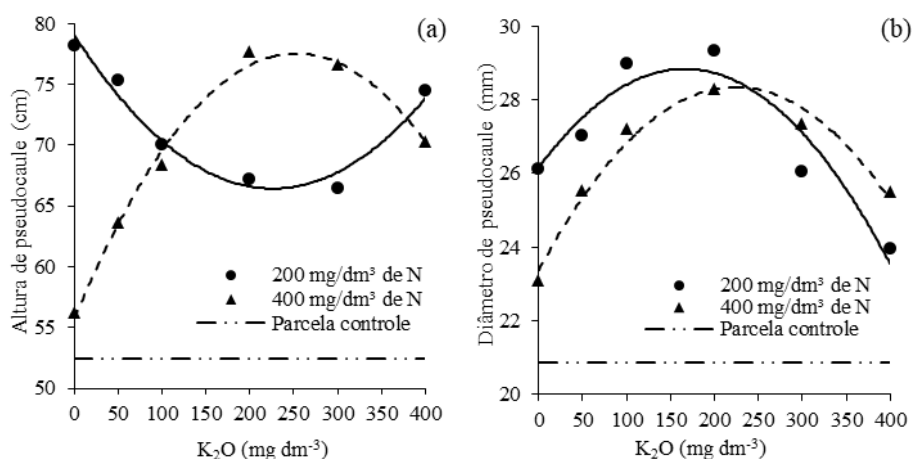 (a)
Altura de pseudocaule (cm)
80
75
70
65
60
55
50
200 mg/dm³ de N
400 mg/dm³ de N
Parcela controle
0 50 100 150 200 250 300 350 400
K₂O (mg dm⁻³)
(b)
Diâmetro de pseudocaule (mm)
30
28
26
24
22
20
200 mg/dm³ de N
400 mg/dm³ de N
Parcela controle
0 50 100 150 200 250 300 350 400
K₂O (mg dm⁻³)